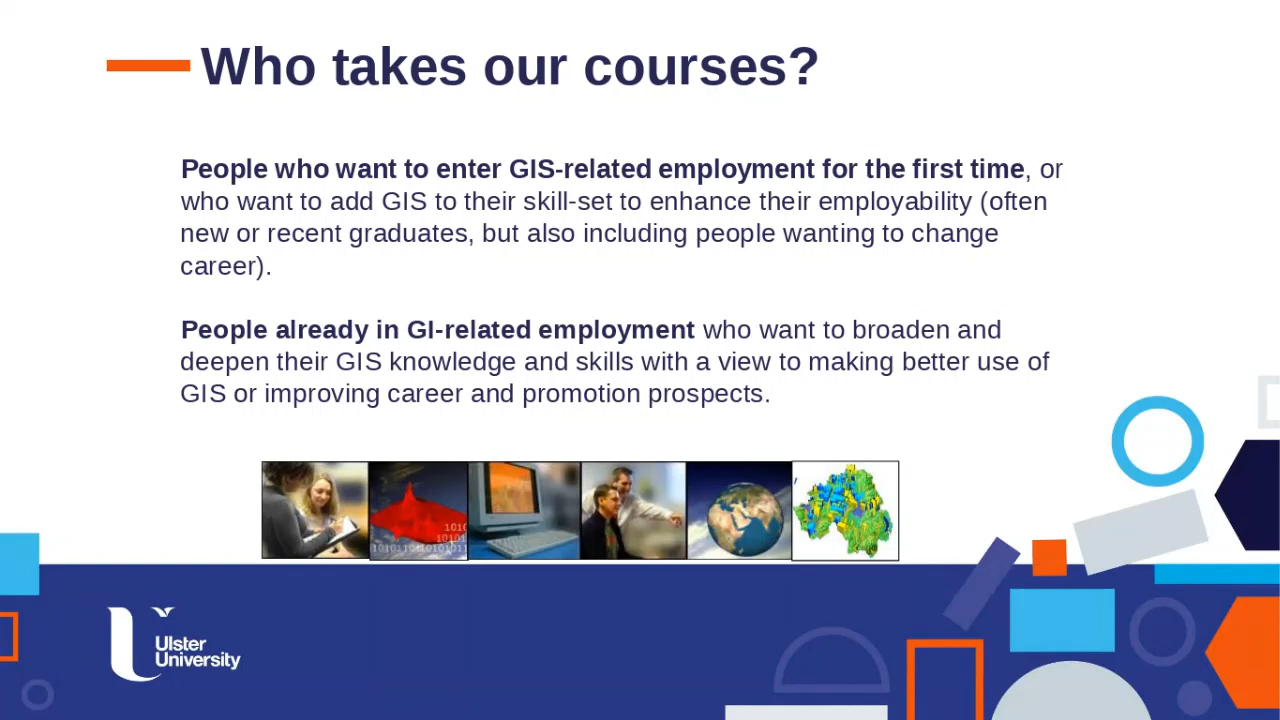 Who takes our courses?
People who want to enter GIS-related employment for the first time, or
who want to add GIS to their skill-set to enhance their employability (often
new or recent graduates, but also including people wanting to change
career).
People already in GI-related employment who want to broaden and
deepen their GIS knowledge and skills with a view to making better use of
GIS or improving career and promotion prospects.
Ulster
University